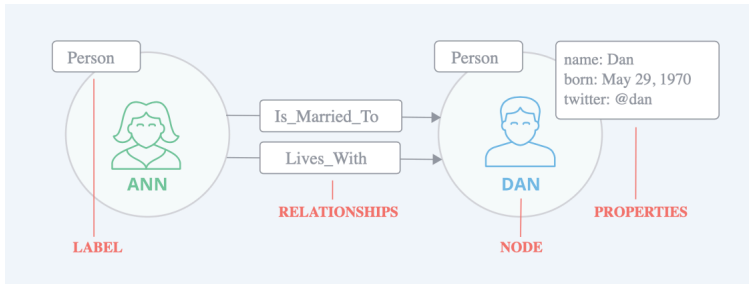 Person
ANN
LABEL
Is_Married_To
Lives_With
RELATIONSHIPS
Person
DAN
NODE
name: Dan
born: May 29, 1970
twitter: @dan
PROPERTIES